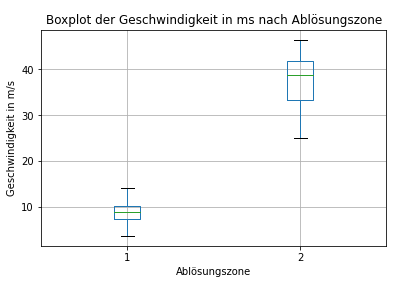 Boxplot der Geschwindigkeit in ms nach Ablösungszone
Geschwindigkeit in m/s
40
30
20
10
1 2
Ablösungszone